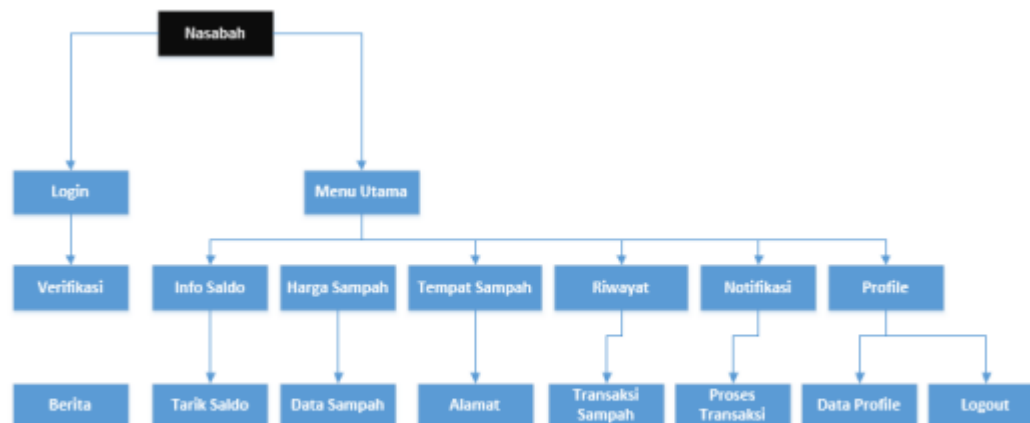 Nasabah
Login
Menu Utama
Verifikasi
Info Saldo
Harga Sampah
Tempat Sampah
Riwayat
Notifikasi
Profile
Berita
Tarik Saldo
Data Sampah
Alamat
Transaksi
Sampah
Proses
Transaksi
Data Profile
Logout